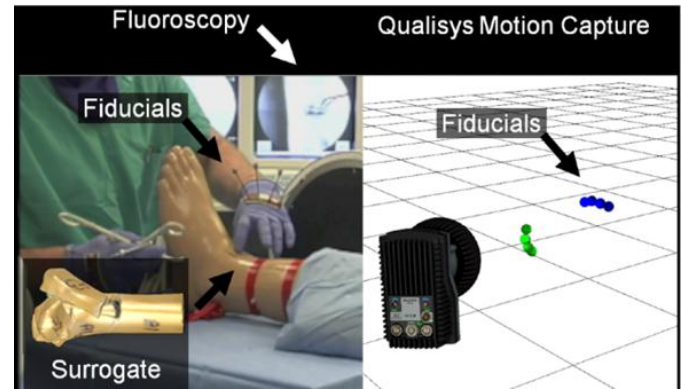 Fluoroscopy
Qualisys Motion Capture
Fiducials
Fiducials
Surrogate